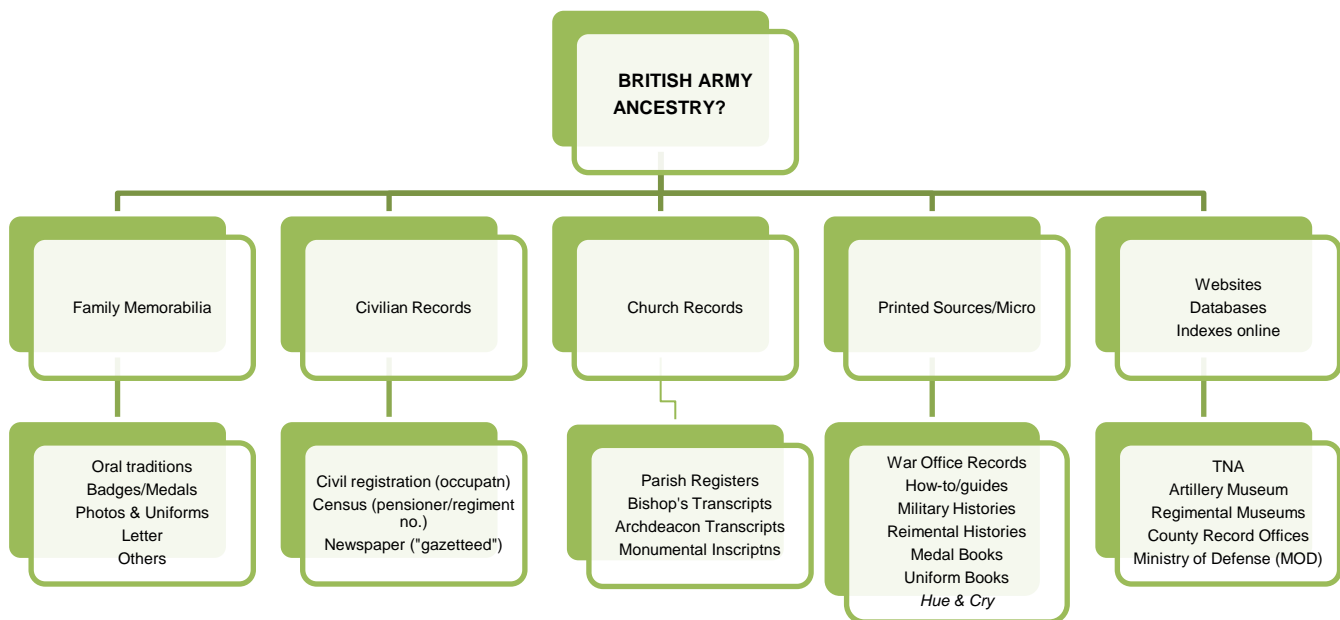 BRITISH ARMY
ANCESTRY?
Family Memorabilia
Civilian Records
Church Records
Printed Sources/Micro
Websites
Databases
Indexes online
Oral traditions
Badges/Medals
Photos & Uniforms
Letter
Others
Civil registration (occupatn)
Census (pensioner/regiment
no.)
Newspaper ("gazetteed")
Parish Registers
Bishop's Transcripts
Archdeacon Transcripts
Monumental Inscriptns
War Office Records
How-to/guides
Military Histories
Reimental Histories
Medal Books
Uniform Books
Hue & Cry
TNA
Artillery Museum
Regimental Museums
County Record Offices
Ministry of Defense (MOD)